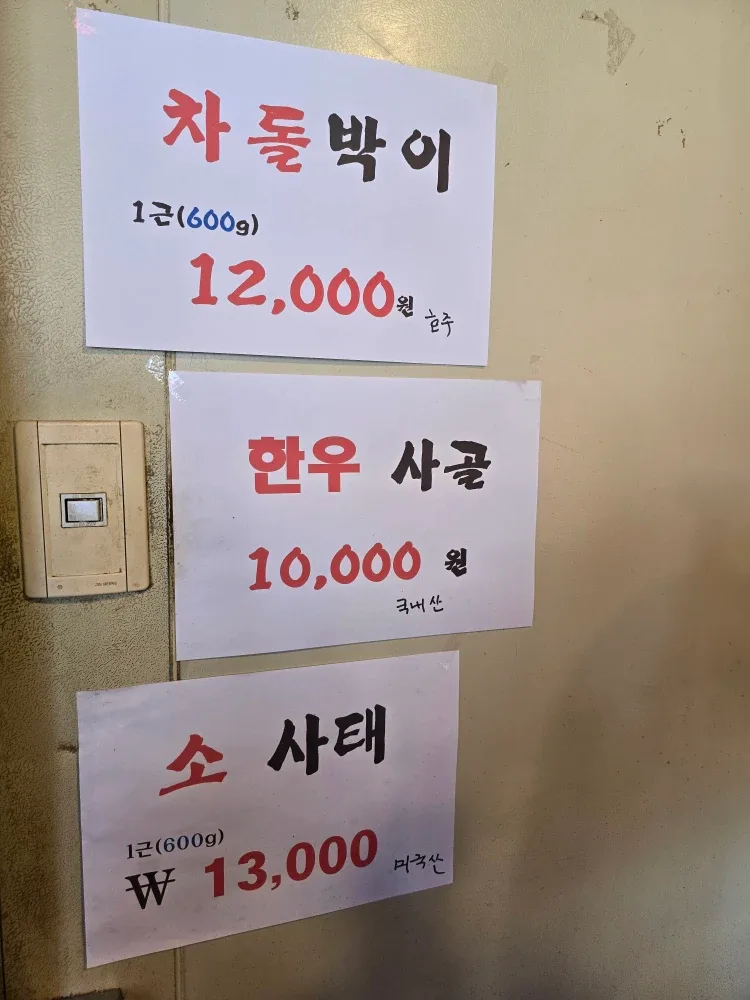 차돌박이
1근(600g)
12,000원
호주
한우 사골
10,000 원
국내산
소 사태
1근(600g)
₩ 13,000
미국산